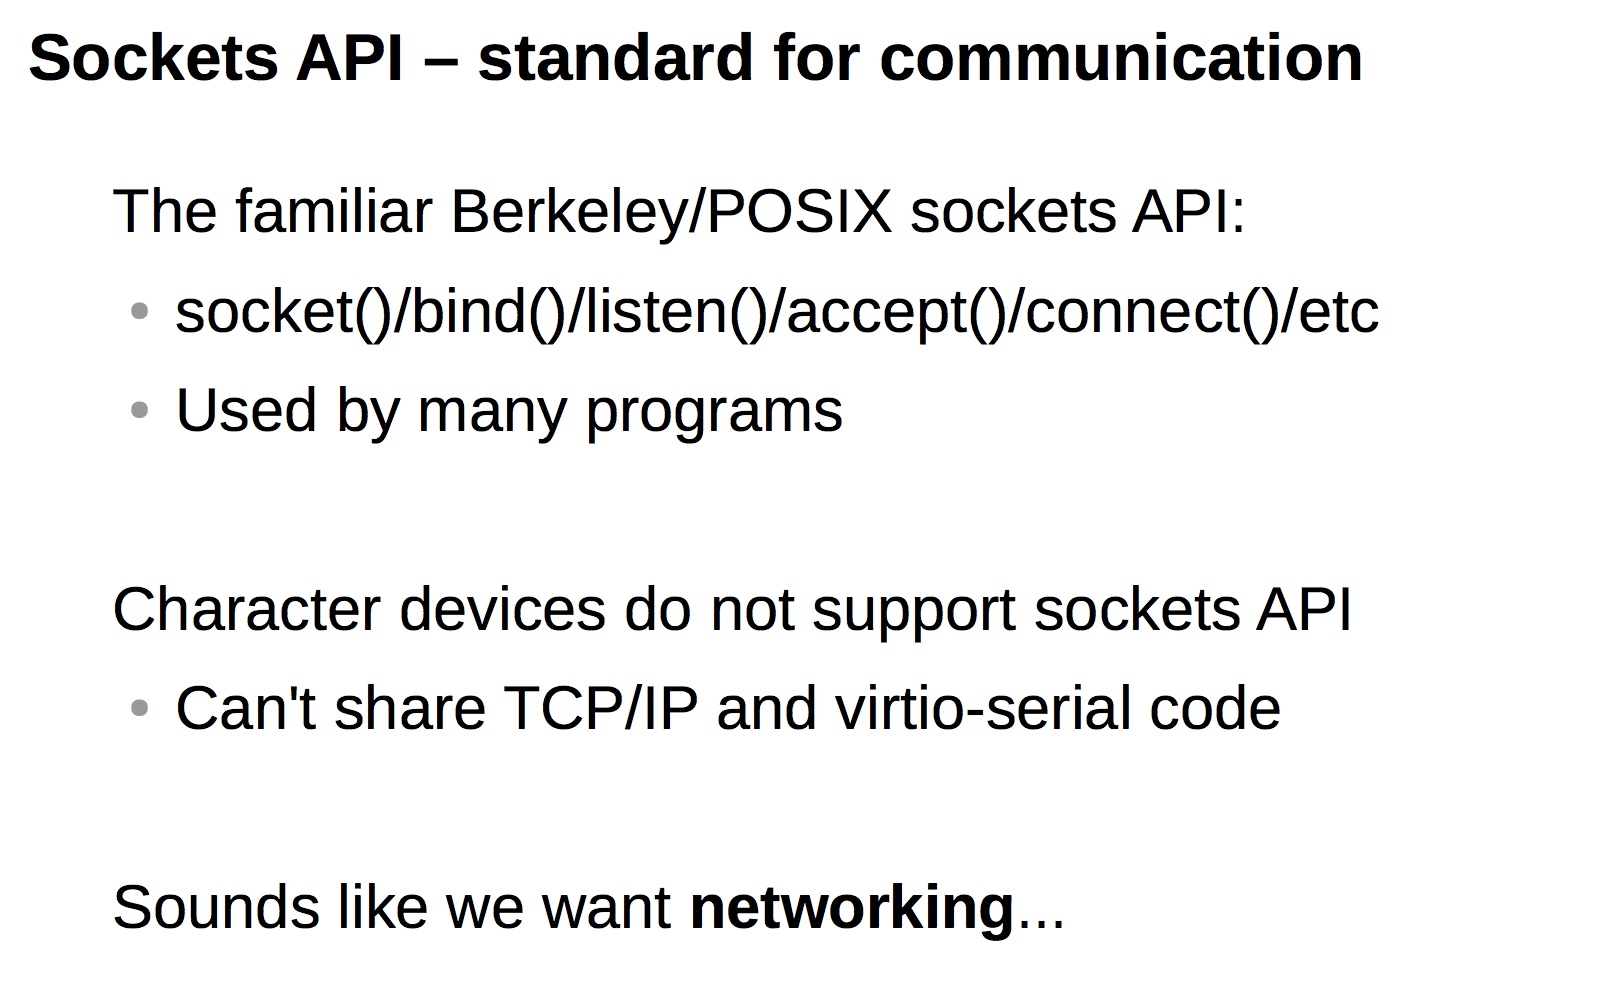 Sockets API – standard for communication
The familiar Berkeley/POSIX sockets API:
• socket()/bind()/listen()/accept()/connect()/etc
• Used by many programs
Character devices do not support sockets API
• Can't share TCP/IP and virtio-serial code
Sounds like we want networking...